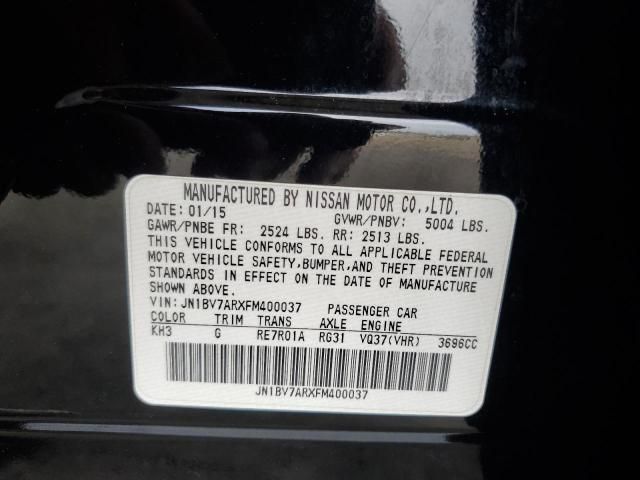 MANUFACTURED BY NISSAN MOTOR CO.,LTD.
DATE: 01/15 GVWR/PNBV: 5004 LBS.
GAWR/PNBE FR: 2524 LBS. RR: 2513 LBS.
THIS VEHICLE CONFORMS TO ALL APPLICABLE FEDERAL
MOTOR VEHICLE SAFETY, BUMPER, AND THEFT PREVENTION
STANDARDS IN EFFECT ON THE DATE OF MANUFACTURE
SHOWN ABOVE.
VIN: JN1BV7ARXFM400037 PASSENGER CAR
COLOR TRIM TRANS AXLE ENGINE
KH3 G RE7R01A RG31 VQ37(VHR) 3696CC
JN1BV7ARXFM400037